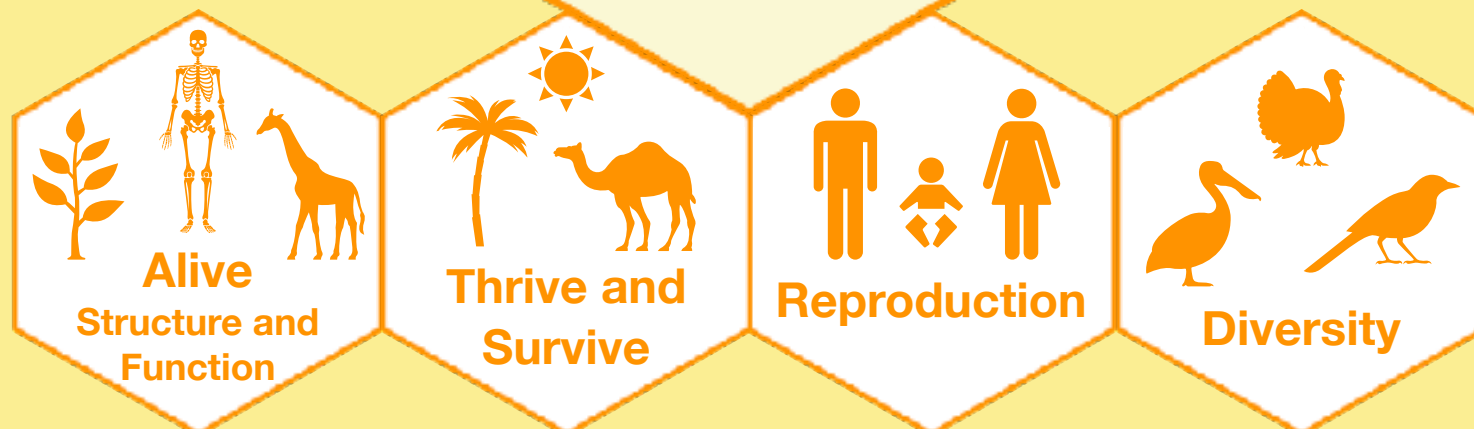 Alive
Structure and
Function
Thrive and
Survive
Reproduction
Diversity